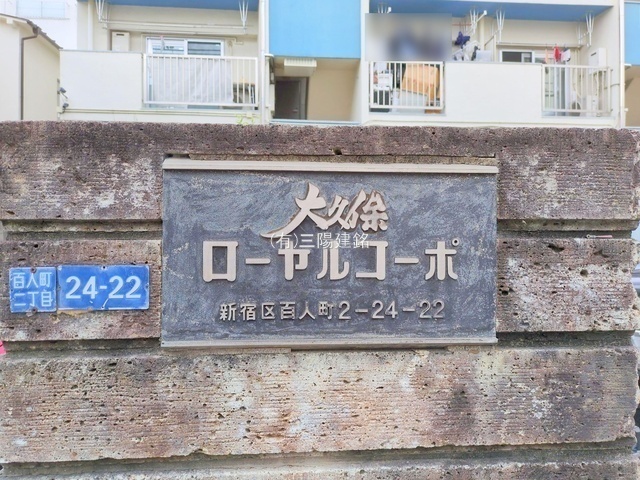 大久保
(有)三陽建銘
ローヤルコーポ
新宿区百人町2-24-22
百人町
二丁目
24-22